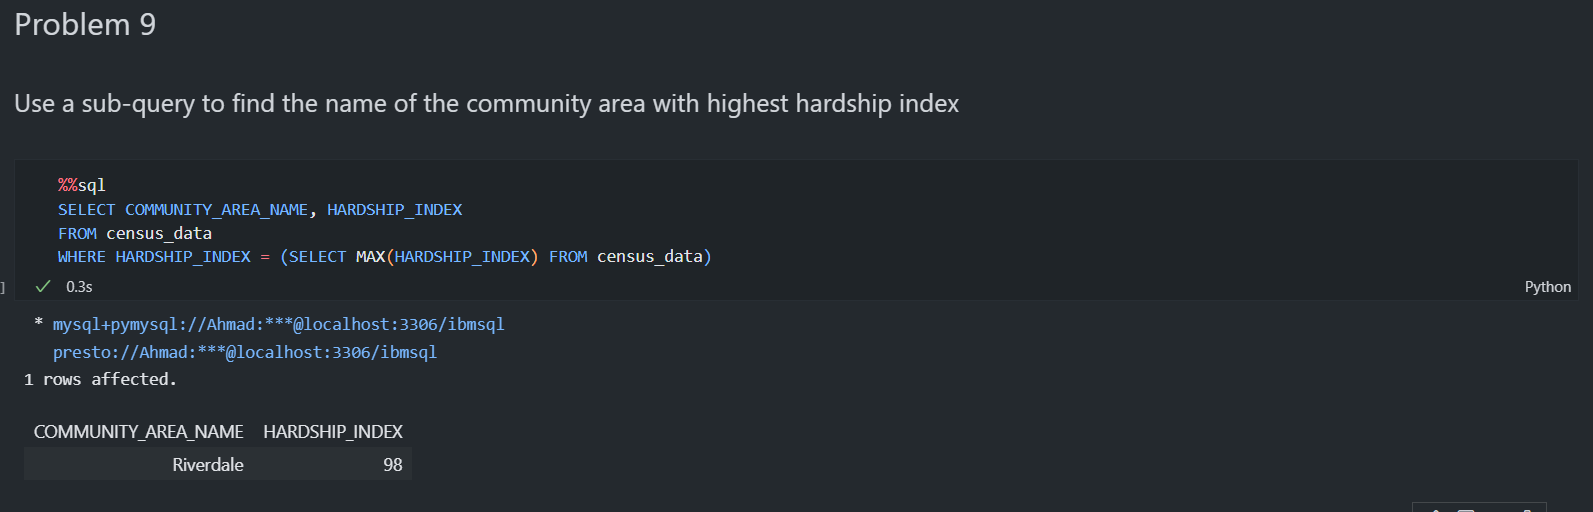 Problem 9
Use a sub-query to find the name of the community area with highest hardship index
%%sql
SELECT COMMUNITY_AREA_NAME, HARDSHIP_INDEX
FROM census_data
WHERE HARDSHIP_INDEX = (SELECT MAX(HARDSHIP_INDEX) FROM census_data)
] ✓ 0.3s Python
* mysql+pymysql://Ahmad:***@localhost:3306/ibmsql
presto://Ahmad:***@localhost:3306/ibmsql
1 rows affected.
COMMUNITY_AREA_NAME HARDSHIP_INDEX
Riverdale 98